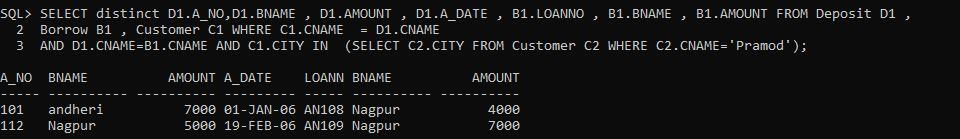 SQL> SELECT distinct D1.A_NO,D1.BNAME , D1.AMOUNT , D1.A_DATE , B1.LOANNO , B1.BNAME , B1.AMOUNT FROM Deposit D1 ,
  2  Borrow B1 , Customer C1 WHERE C1.CNAME  = D1.CNAME
  3  AND D1.CNAME=B1.CNAME AND C1.CITY IN  (SELECT C2.CITY FROM Customer C2 WHERE C2.CNAME='Pramod');
A_NO  BNAME          AMOUNT A_DATE    LOANN BNAME          AMOUNT
----- ---------- ---------- --------- ----- ---------- ----------
101   andheri          7000 01-JAN-06 AN108 Nagpur           4000
112   Nagpur           5000 19-FEB-06 AN109 Nagpur           7000